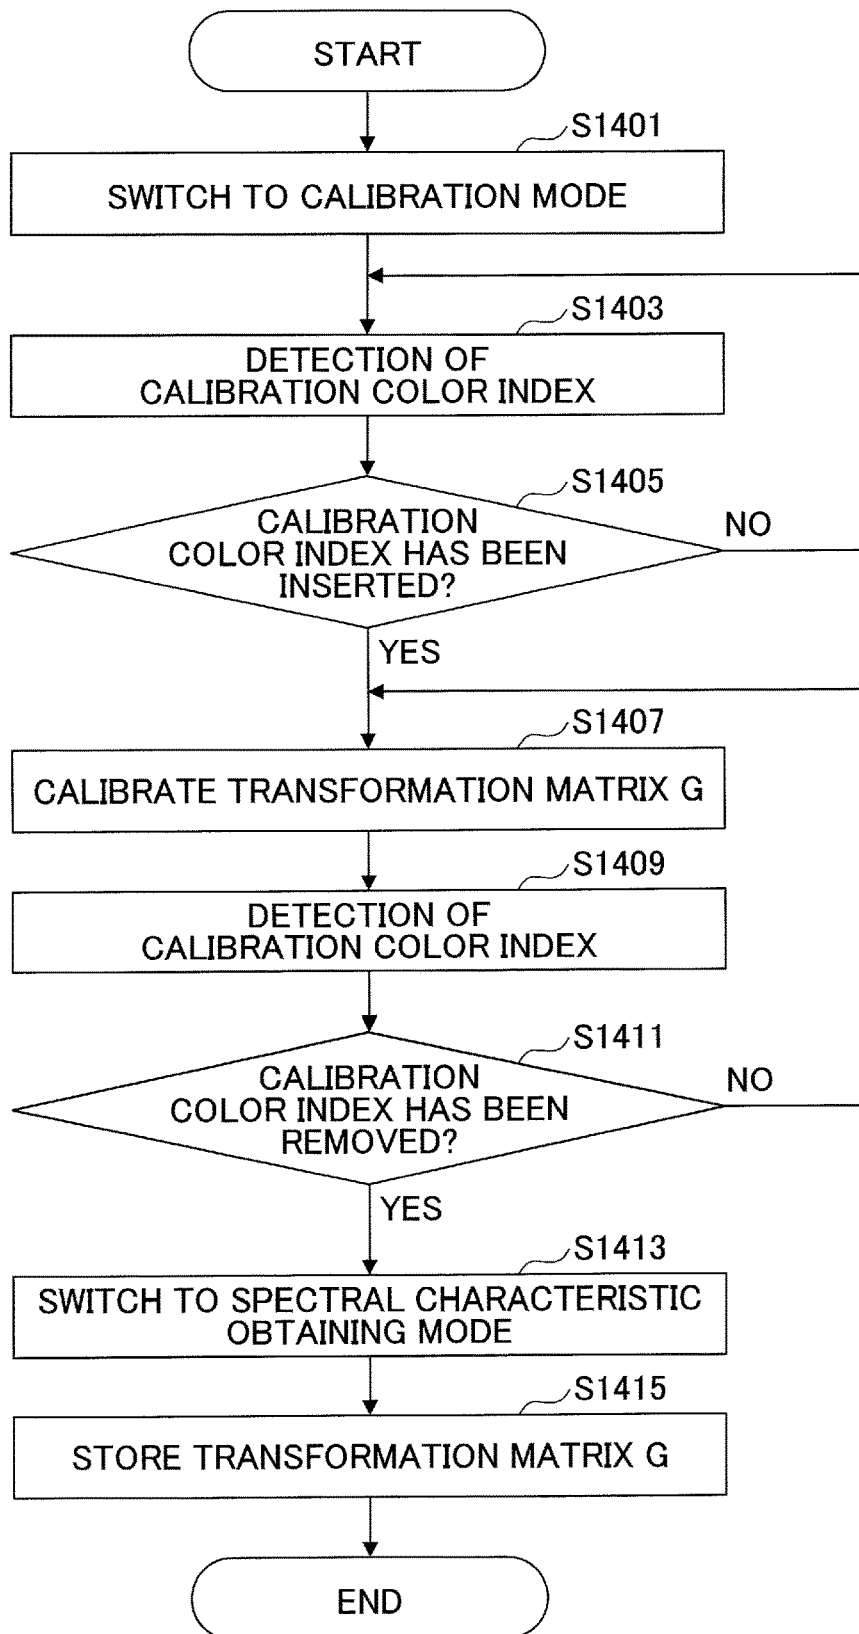 START
S1401
SWITCH TO CALIBRATION MODE
S1403
DETECTION OF
CALIBRATION COLOR INDEX
S1405
CALIBRATION
COLOR INDEX HAS BEEN
INSERTED?
NO
YES
S1407
CALIBRATE TRANSFORMATION MATRIX G
S1409
DETECTION OF
CALIBRATION COLOR INDEX
S1411
CALIBRATION
COLOR INDEX HAS BEEN
REMOVED?
NO
YES
S1413
SWITCH TO SPECTRAL CHARACTERISTIC
OBTAINING MODE
S1415
STORE TRANSFORMATION MATRIX G
END